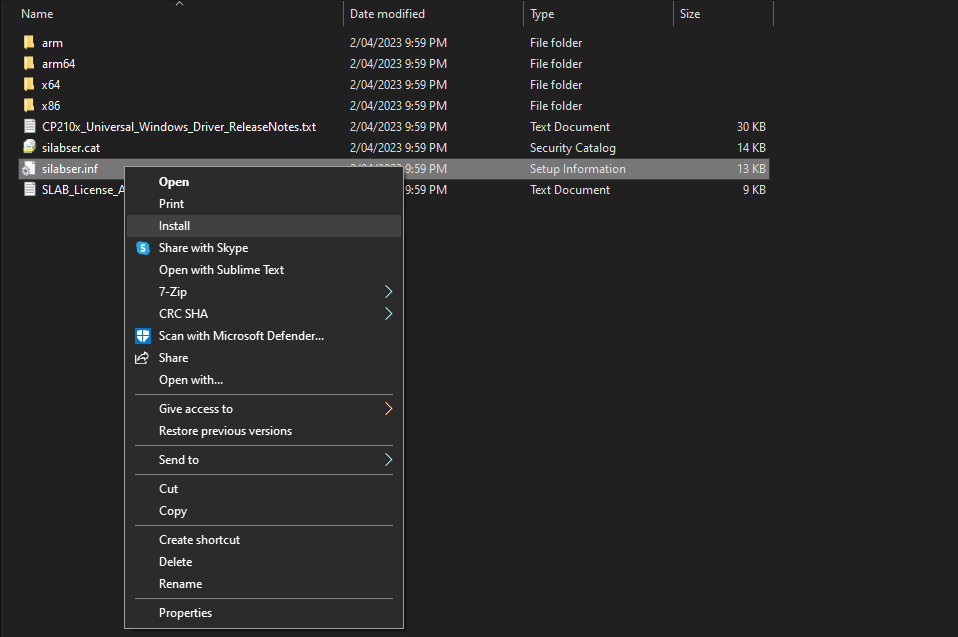 Name Date modified Type Size
arm 2/04/2023 9:59 PM File folder
arm64 2/04/2023 9:59 PM File folder
x64 2/04/2023 9:59 PM File folder
x86 2/04/2023 9:59 PM File folder
CP210x_Universal_Windows_Driver_ReleaseNotes.txt 2/04/2023 9:59 PM Text Document 30 KB
silabser.cat 2/04/2023 9:59 PM Security Catalog 14 KB
silabser.inf 9:59 PM Setup Information 13 KB
SLAB_License_A 9:59 PM Text Document 9 KB
Open
Print
Install
Share with Skype
Open with Sublime Text
7-Zip
CRC SHA
Scan with Microsoft Defender...
Share
Open with...
Give access to
Restore previous versions
Send to
Cut
Copy
Create shortcut
Delete
Rename
Properties